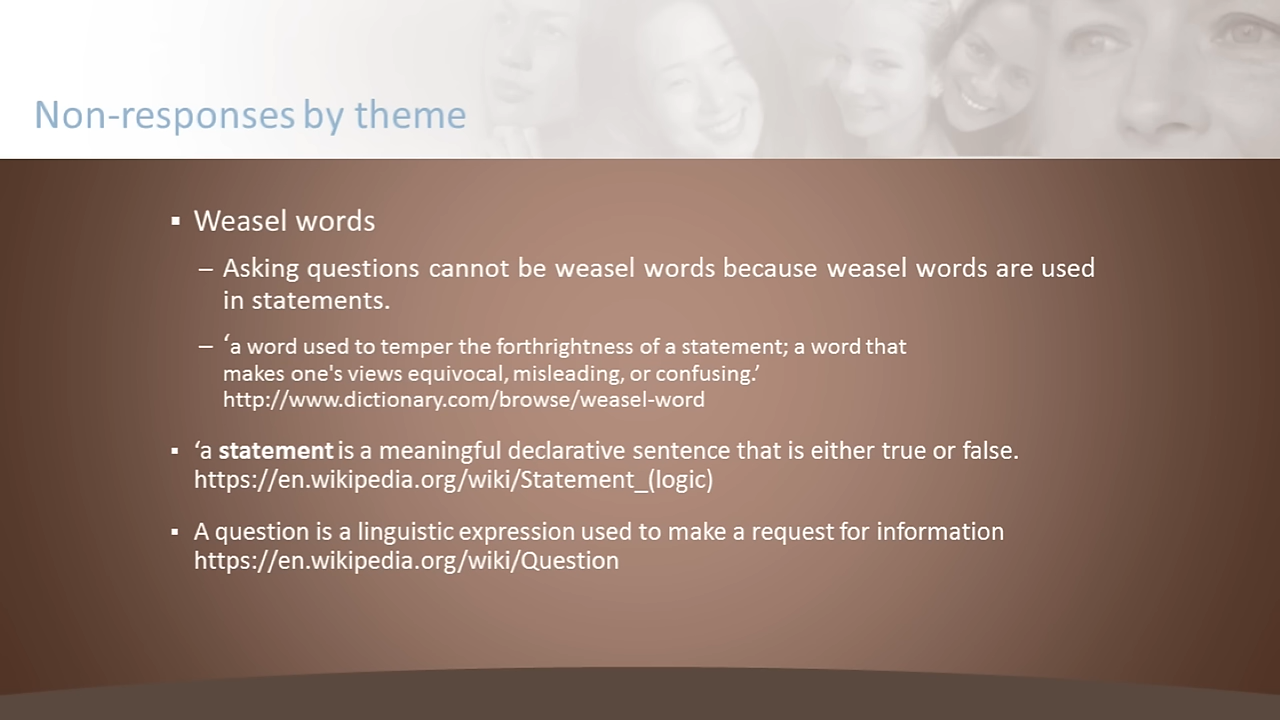 Non-responses by theme
▪ Weasel words
– Asking questions cannot be weasel words because weasel words are used
in statements.
– ‘a word used to temper the forthrightness of a statement; a word that
makes one's views equivocal, misleading, or confusing.’
http://www.dictionary.com/browse/weasel-word
▪ ‘a statement is a meaningful declarative sentence that is either true or false.
https://en.wikipedia.org/wiki/Statement_(logic)
▪ A question is a linguistic expression used to make a request for information
https://en.wikipedia.org/wiki/Question